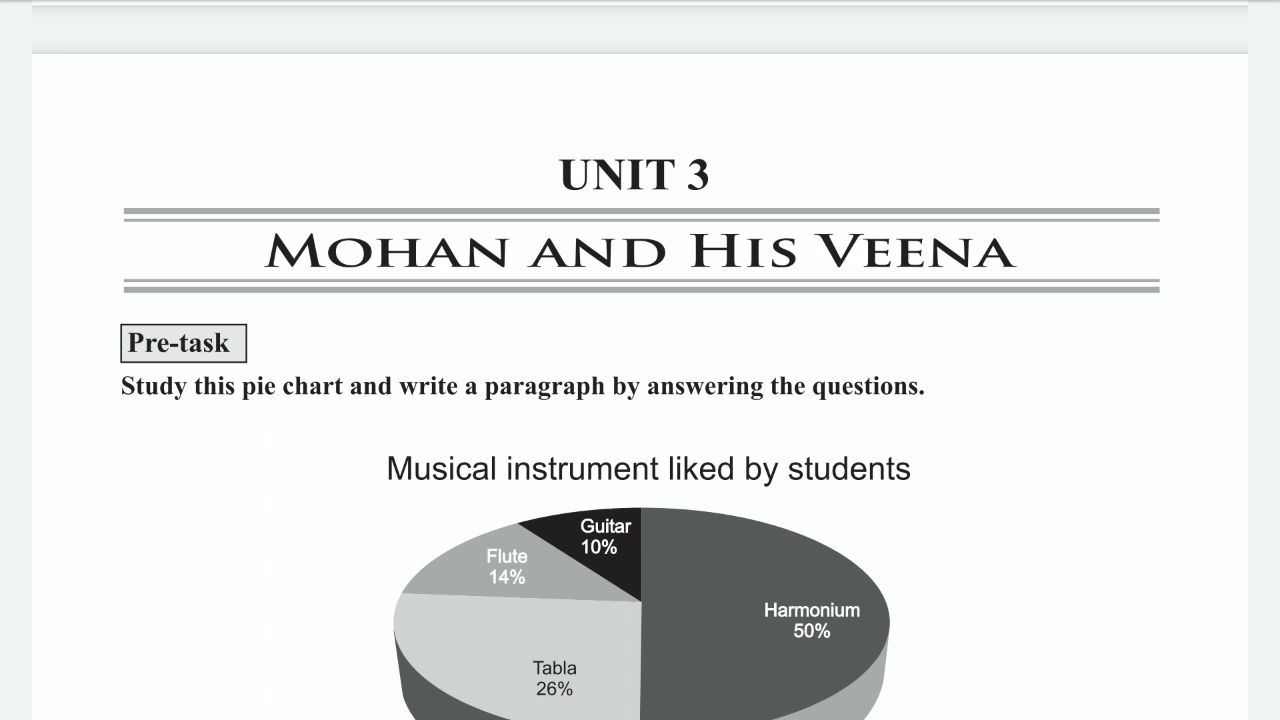 UNIT 3
MOHAN AND HIS VEENA
Pre-task
Study this pie chart and write a paragraph by answering the questions.
Musical instrument liked by students
Guitar
10%
Flute
14%
Harmonium
50%
Tabla
26%